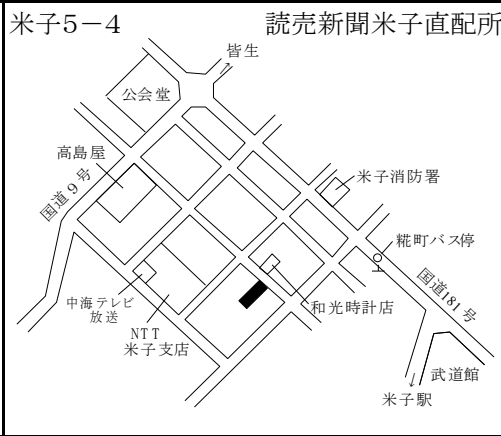 米子5−4
読売新聞米子直配所
皆生
公会堂
高島屋
国道9号
米子消防署
糀町バス停
国道181号
中海テレビ
放送
和光時計店
NTT
米子支店
武道館
米子駅